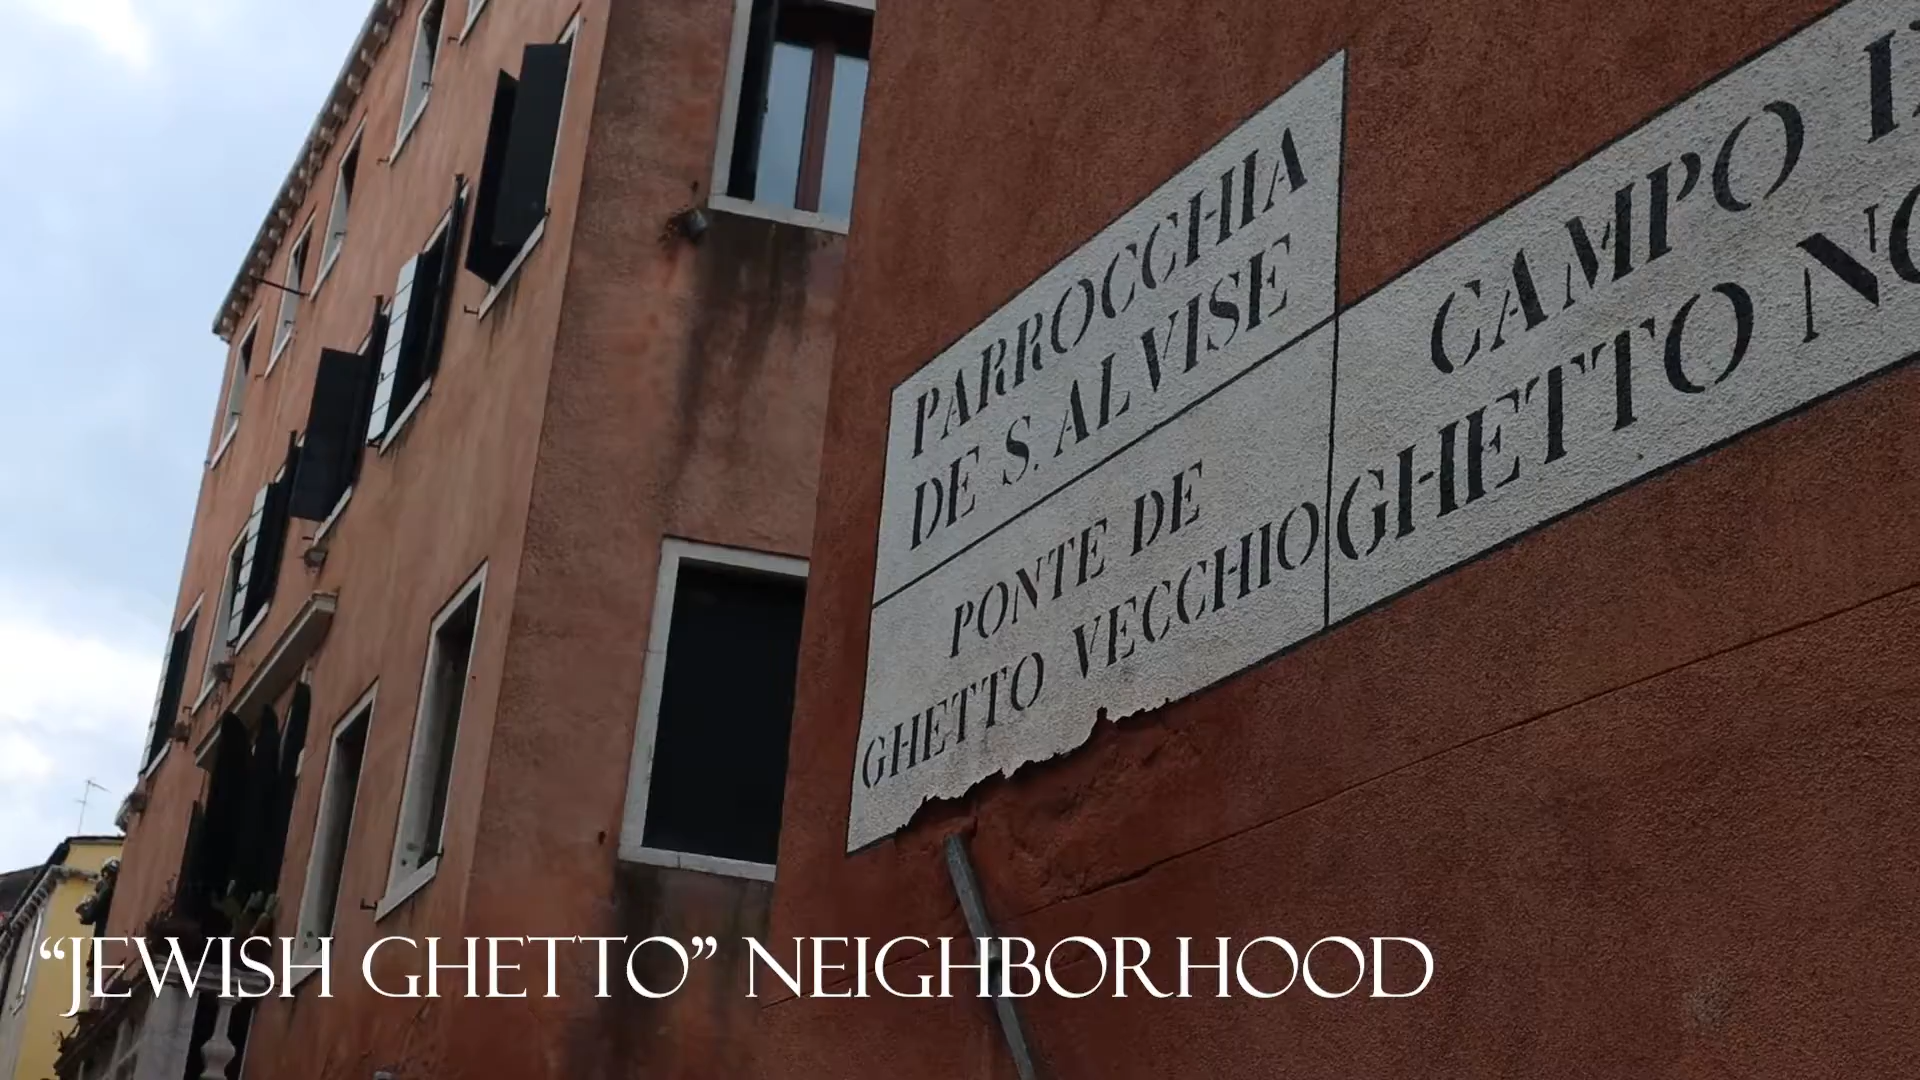 PARROCCHIA
DE S. ALVISE
PONTE DE
GHETTO VECCHIO
CAMPO
GHETTO
“JEWISH GHETTO” NEIGHBORHOOD